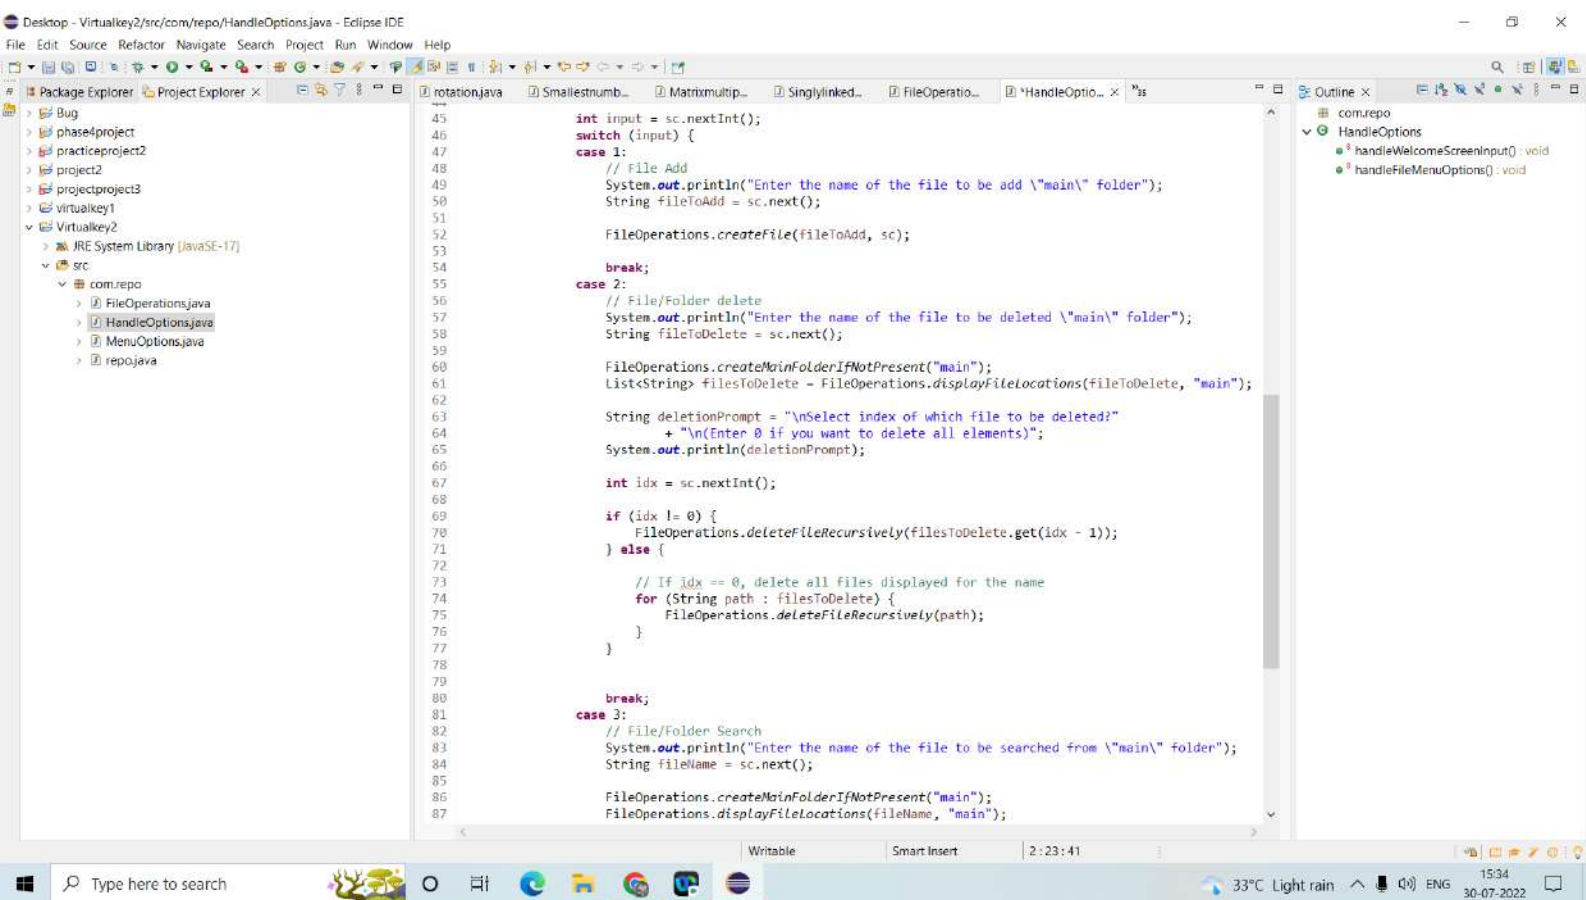 Desktop - Virtualkey2/src/com/repo/HandleOptions.java - Eclipse IDE
File Edit Source Refactor Navigate Search Project Run Window Help
Package Explorer Project Explorer
Bug
phase4project
practiceproject2
project2
projectproject3
virtualkey1
Virtualkey2
JRE System Library [JavaSE-17]
src
com.repo
FileOperations.java
HandleOptions.java
MenuOptions.java
repo.java
rotation.java Smallestnumb... Matrixmultip... Singlylinked... FileOperatio... *HandleOptio... »35
44
45 int input = sc.nextInt();
46 switch (input) {
47 case 1:
48 // File Add
49 System.out.println("Enter the name of the file to be add \"main\" folder");
50 String fileToAdd = sc.next();
51
52 FileOperations.createFile(fileToAdd, sc);
53
54 break;
55 case 2:
56 // File/Folder delete
57 System.out.println("Enter the name of the file to be deleted \"main\" folder");
58 String fileToDelete = sc.next();
59
60 FileOperations.createMainFolderIfNotPresent("main");
61 List<String> filesToDelete = FileOperations.displayFileLocations(fileToDelete, "main");
62
63 String deletionPrompt = "\nSelect index of which file to be deleted?"
64 + "\n(Enter 0 if you want to delete all elements)";
65 System.out.println(deletionPrompt);
66
67 int idx = sc.nextInt();
68
69 if (idx != 0) {
70 FileOperations.deleteFileRecursively(filesToDelete.get(idx - 1));
71 } else {
72
73 // If idx == 0, delete all files displayed for the name
74 for (String path : filesToDelete) {
75 FileOperations.deleteFileRecursively(path);
76 }
77 }
78
79
80 break;
81 case 3:
82 // File/Folder Search
83 System.out.println("Enter the name of the file to be searched from \"main\" folder");
84 String fileName = sc.next();
85
86 FileOperations.createMainFolderIfNotPresent("main");
87 FileOperations.displayFileLocations(fileName, "main");
Outline
com.repo
HandleOptions
handleWelcomeScreenInput() : void
handleFileMenuOptions() : void
Writable Smart Insert 2:23:41
Type here to search
33°C Light rain ENG 15:34
30-07-2022